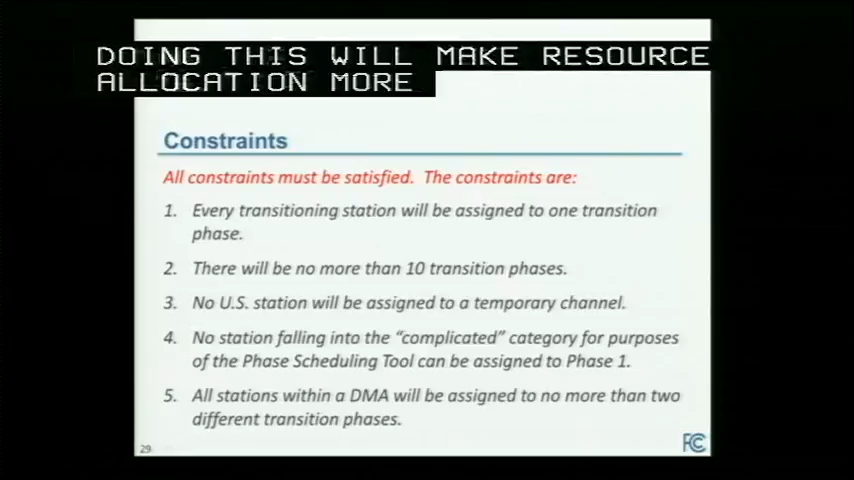 DOING THIS WILL MAKE RESOURCE
ALLOCATION MORE
Constraints
All constraints must be satisfied. The constraints are:
1. Every transitioning station will be assigned to one transition
phase.
2. There will be no more than 10 transition phases.
3. No U.S. station will be assigned to a temporary channel.
4. No station falling into the “complicated” category for purposes
of the Phase Scheduling Tool can be assigned to Phase 1.
5. All stations within a DMA will be assigned to no more than two
different transition phases.
29
FCC